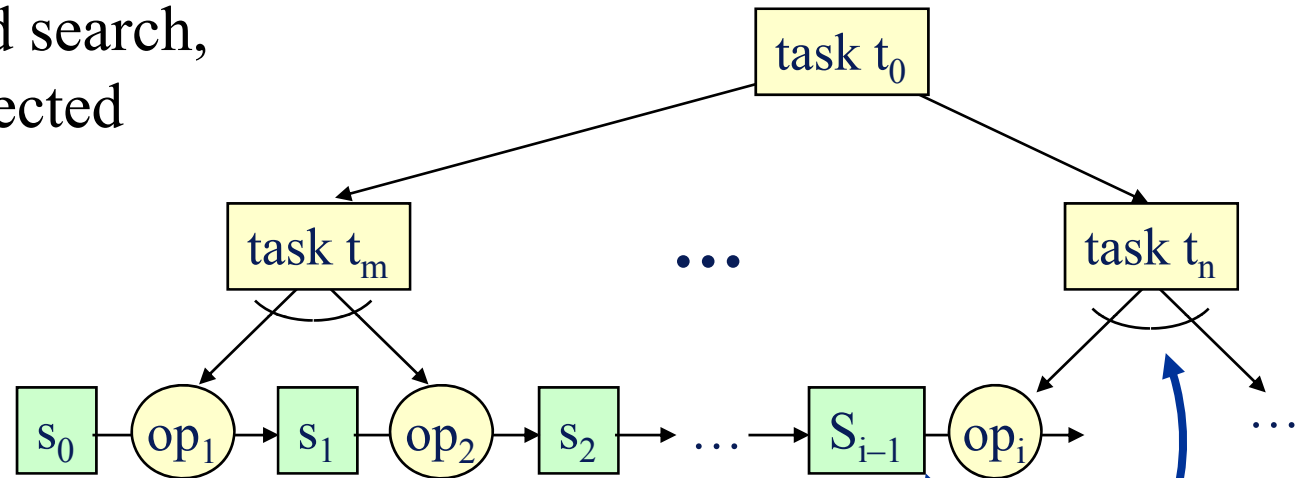 d search,
ected
task t₀
task tₘ
...
task tₙ
s₀ op₁ s₁ op₂ s₂ ... Sᵢ₋₁ opᵢ ...